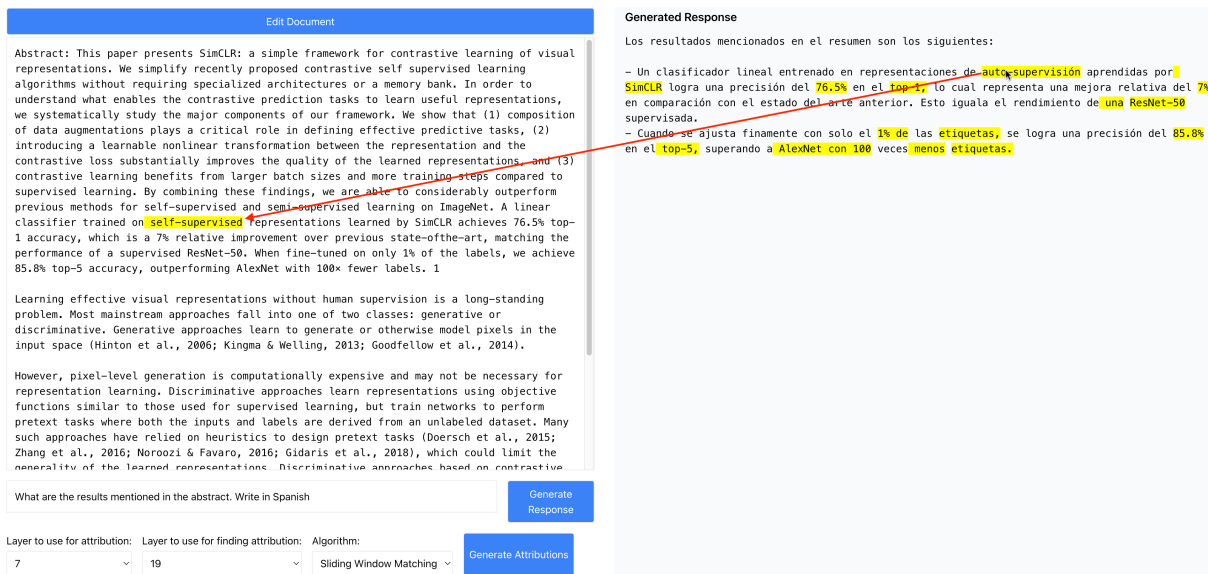 Edit Document
Abstract: This paper presents SimCLR: a simple framework for contrastive learning of visual
representations. We simplify recently proposed contrastive self supervised learning
algorithms without requiring specialized architectures or a memory bank. In order to
understand what enables the contrastive prediction tasks to learn useful representations,
we systematically study the major components of our framework. We show that (1) composition
of data augmentations plays a critical role in defining effective predictive tasks, (2)
introducing a learnable nonlinear transformation between the representation and the
contrastive loss substantially improves the quality of the learned representations, and (3)
contrastive learning benefits from larger batch sizes and more training steps compared to
supervised learning. By combining these findings, we are able to considerably outperform
previous methods for self-supervised and semi-supervised learning on ImageNet. A linear
classifier trained on self-supervised representations learned by SimCLR achieves 76.5% top-
1 accuracy, which is a 7% relative improvement over previous state-ofthe-art, matching the
performance of a supervised ResNet-50. When fine-tuned on only 1% of the labels, we achieve
85.8% top-5 accuracy, outperforming AlexNet with 100× fewer labels. 1
Learning effective visual representations without human supervision is a long-standing
problem. Most mainstream approaches fall into one of two classes: generative or
discriminative. Generative approaches learn to generate or otherwise model pixels in the
input space (Hinton et al., 2006; Kingma & Welling, 2013; Goodfellow et al., 2014).
However, pixel-level generation is computationally expensive and may not be necessary for
representation learning. Discriminative approaches learn representations using objective
functions similar to those used for supervised learning, but train networks to perform
pretext tasks where both the inputs and labels are derived from an unlabeled dataset. Many
such approaches have relied on heuristics to design pretext tasks (Doersch et al., 2015;
Zhang et al., 2016; Noroozi & Favaro, 2016; Gidaris et al., 2018), which could limit the
generality of the learned representations. Discriminative approaches based on contrastive
What are the results mentioned in the abstract. Write in Spanish
Generate
Response
Layer to use for attribution:
7
Layer to use for finding attribution:
19
Algorithm:
Sliding Window Matching
Generate Attributions
Generated Response
Los resultados mencionados en el resumen son los siguientes:
– Un clasificador lineal entrenado en representaciones de auto-supervisión aprendidas por
SimCLR logra una precisión del 76.5% en el top-1, lo cual representa una mejora relativa del 7%
en comparación con el estado del arte anterior. Esto iguala el rendimiento de una ResNet-50
supervisada.
– Cuando se ajusta finamente con solo el 1% de las etiquetas, se logra una precisión del 85.8%
en el top-5, superando a AlexNet con 100 veces menos etiquetas.